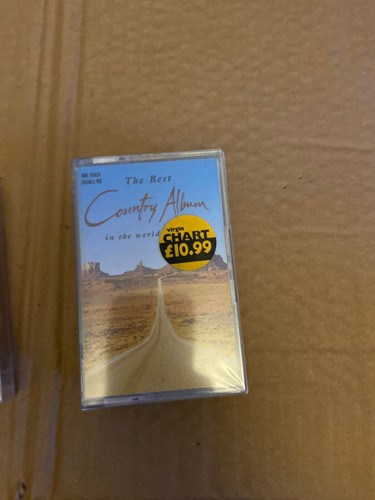 The Best
Country Album
in the world
virgin
CHART
£10.99